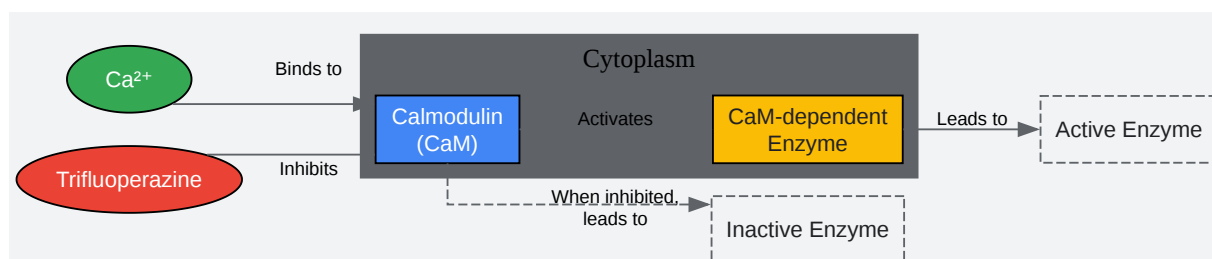 Cytoplasm
Ca²⁺
Binds to
Calmodulin
(CaM)
Activates
CaM-dependent
Enzyme
Leads to
Active Enzyme
Trifluoperazine
Inhibits
When inhibited,
leads to
Inactive Enzyme